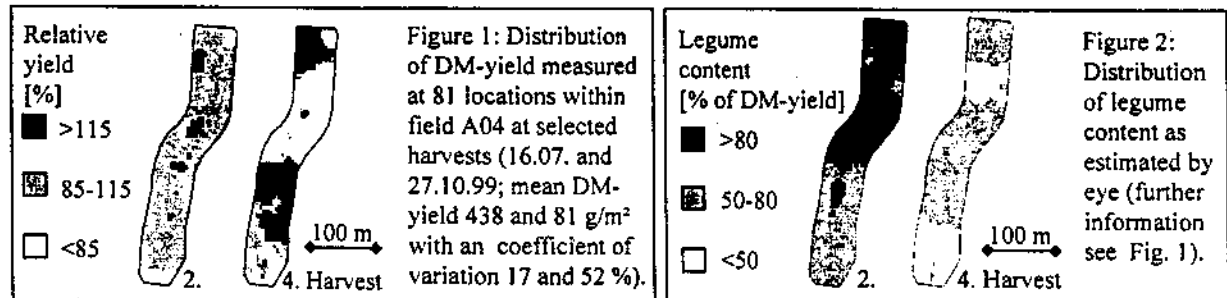 Relative
yield
[%]
>115
85-115
<85
2.
4. Harvest
100 m
Figure 1: Distribution
of DM-yield measured
at 81 locations within
field A04 at selected
harvests (16.07. and
27.10.99; mean DM-
yield 438 and 81 g/m²
with an coefficient of
variation 17 and 52 %).
Legume
content
[% of DM-yield]
>80
50-80
<50
2.
4. Harvest
100 m
Figure 2:
Distribution
of legume
content as
estimated by
eye (further
information
see Fig. 1).